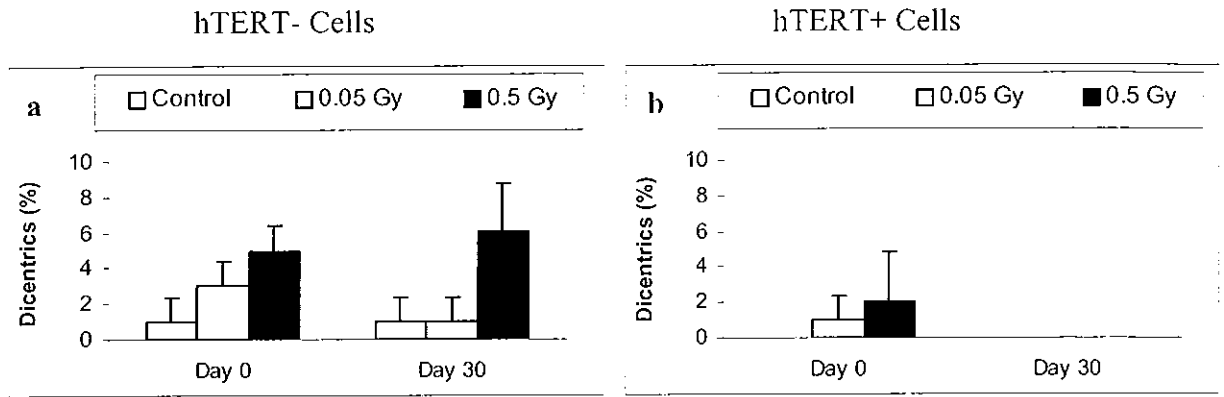 hTERT- Cells
hTERT+ Cells
a
Control 0.05 Gy 0.5 Gy
Dicentrics (%)
10
8
6
4
2
0
Day 0 Day 30
b
Control 0.05 Gy 0.5 Gy
Dicentrics (%)
10
8
6
4
2
0
Day 0 Day 30